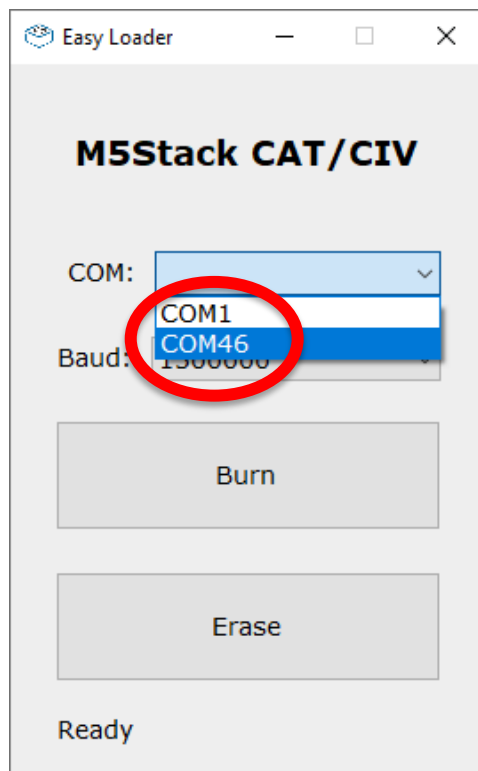 Easy Loader
M5Stack CAT/CIV
COM:
COM1
COM46
Baud:
Burn
Erase
Ready